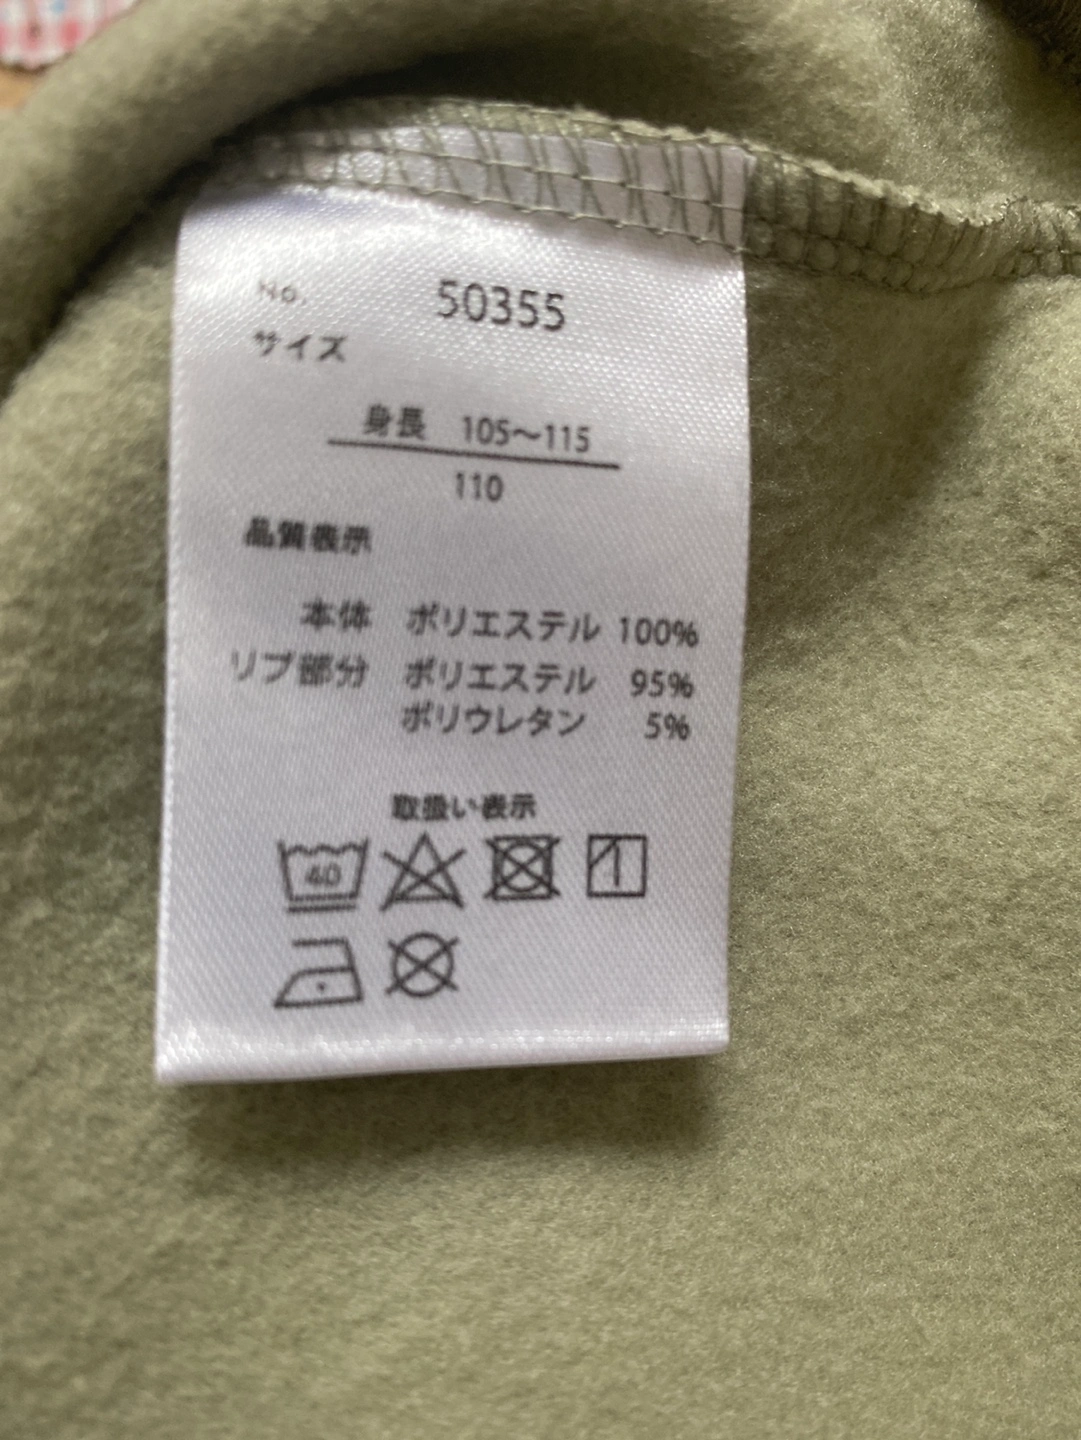 No. 50355
サイズ
身長 105〜115
110
品質表示
本体 ポリエステル 100%
リブ部分 ポリエステル 95%
ポリウレタン 5%
取扱い表示
40